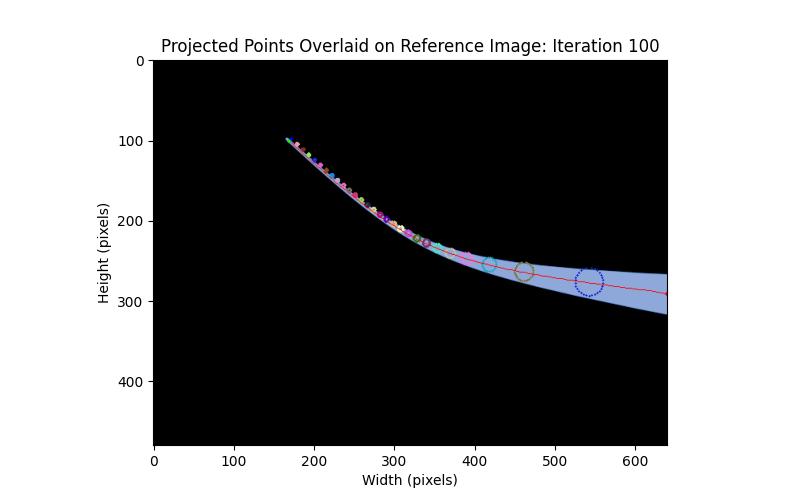 Projected Points Overlaid on Reference Image: Iteration 100
0
100
200
300
400
Height (pixels)
0 100 200 300 400 500 600
Width (pixels)